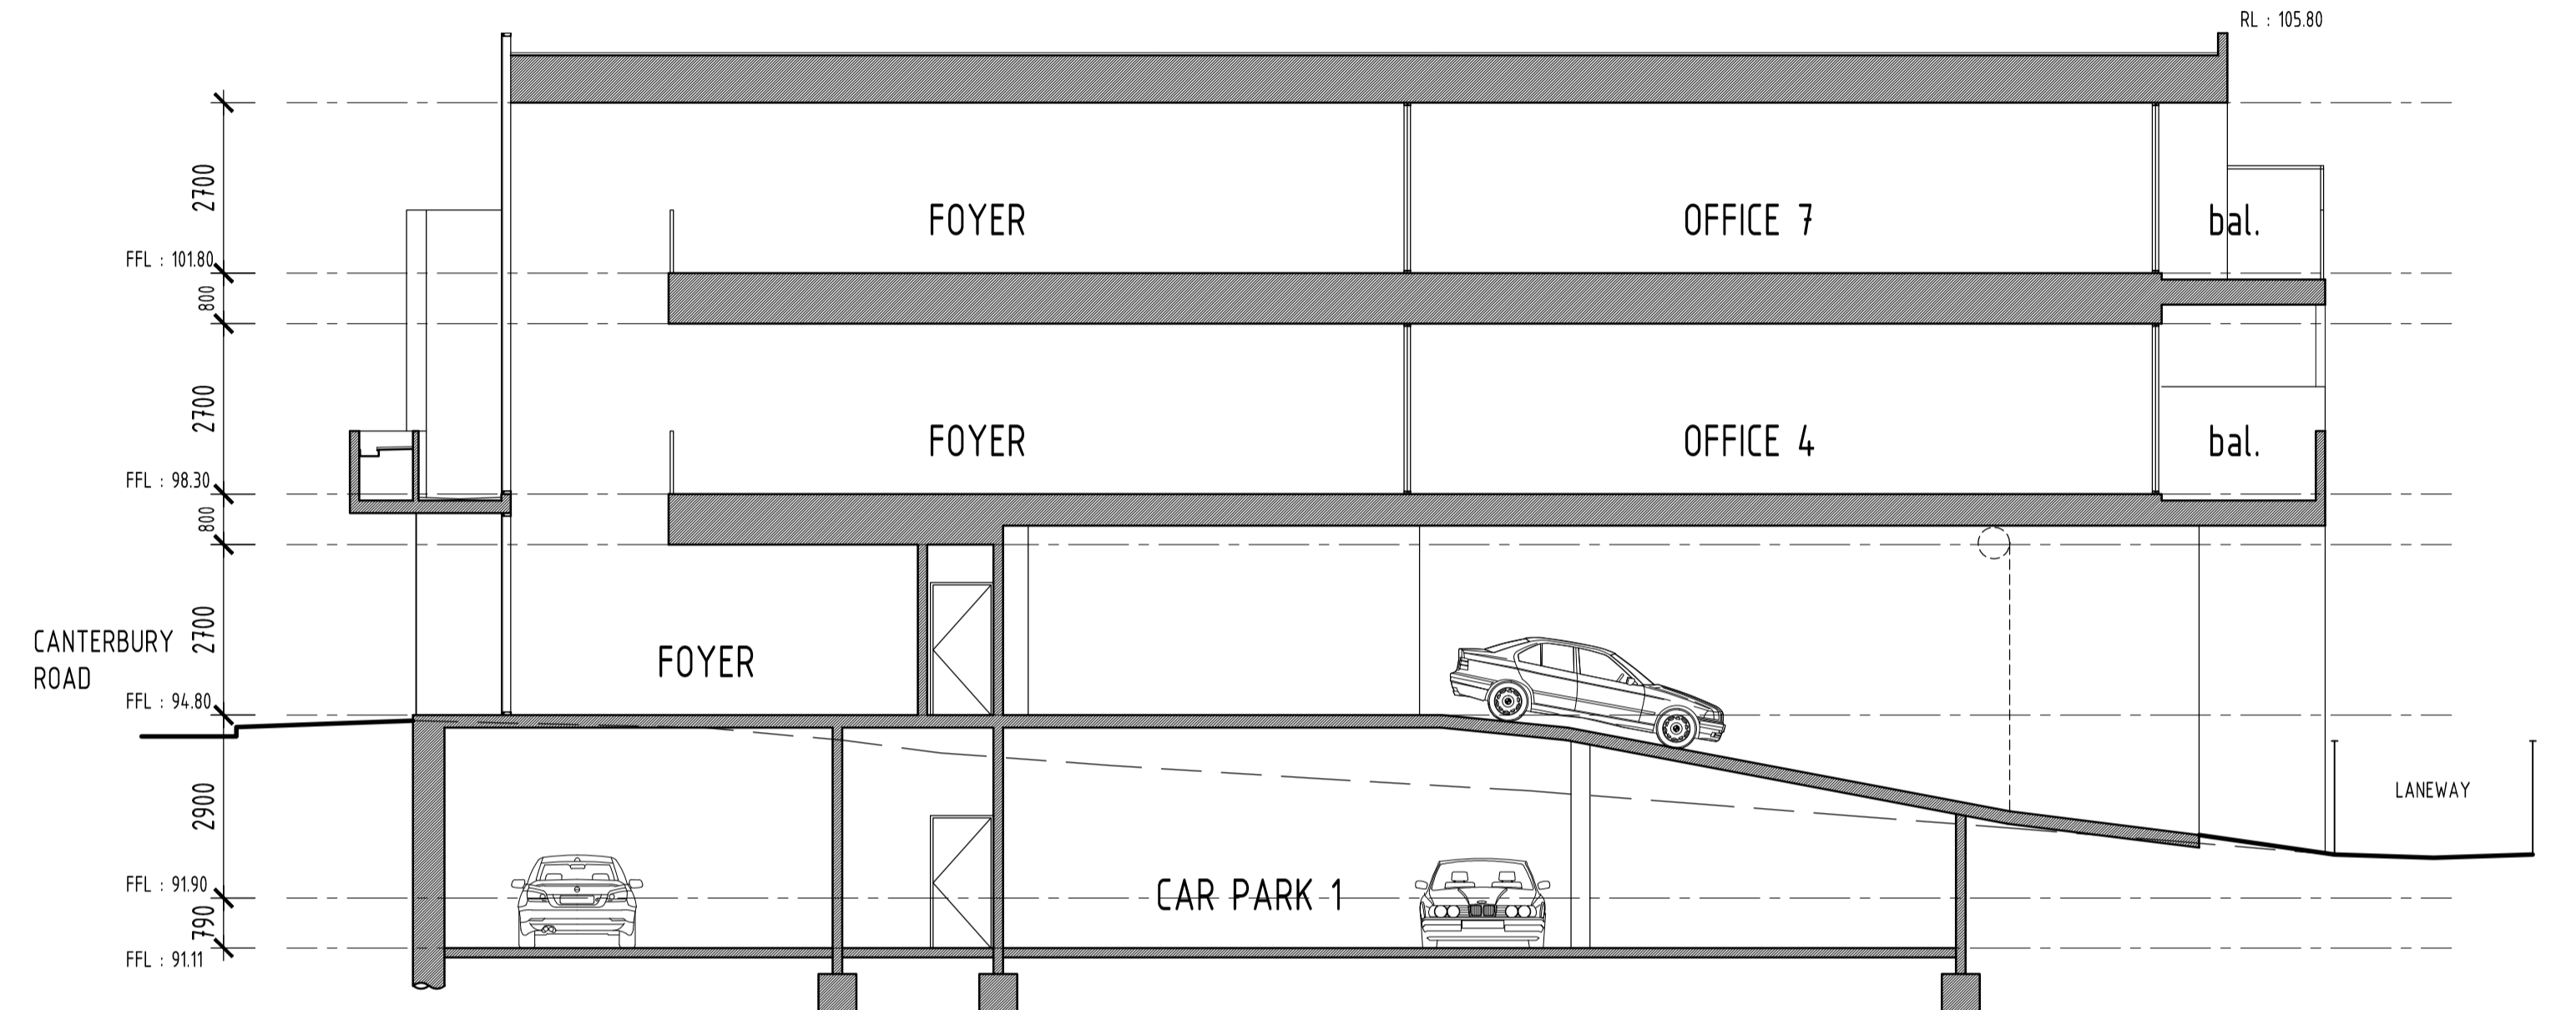 RL : 105.80
2700
FOYER
OFFICE 7
bal.
FFL : 101.80
800
2700
FOYER
OFFICE 4
bal.
FFL : 98.30
800
2700
CANTERBURY
ROAD
FOYER
FFL : 94.80
2900
LANEWAY
FFL : 91.90
CAR PARK 1
790
FFL : 91.11